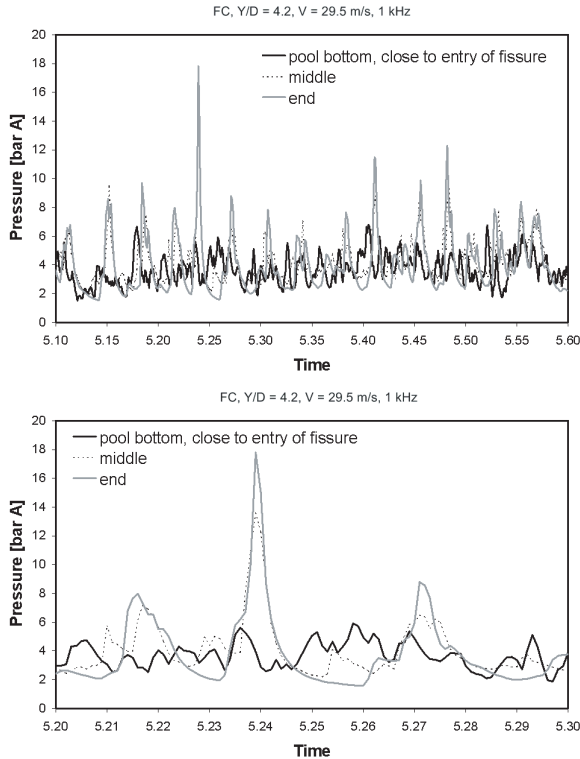 FC, Y/D = 4.2, V = 29.5 m/s, 1 kHz
20
18
16
14
12
10
8
6
4
2
0
Pressure [bar A]
pool bottom, close to entry of fissure
middle
end
5.10 5.15 5.20 5.25 5.30 5.35 5.40 5.45 5.50 5.55 5.60
Time
FC, Y/D = 4.2, V = 29.5 m/s, 1 kHz
20
18
16
14
12
10
8
6
4
2
0
Pressure [bar A]
pool bottom, close to entry of fissure
middle
end
5.20 5.21 5.22 5.23 5.24 5.25 5.26 5.27 5.28 5.29 5.30
Time